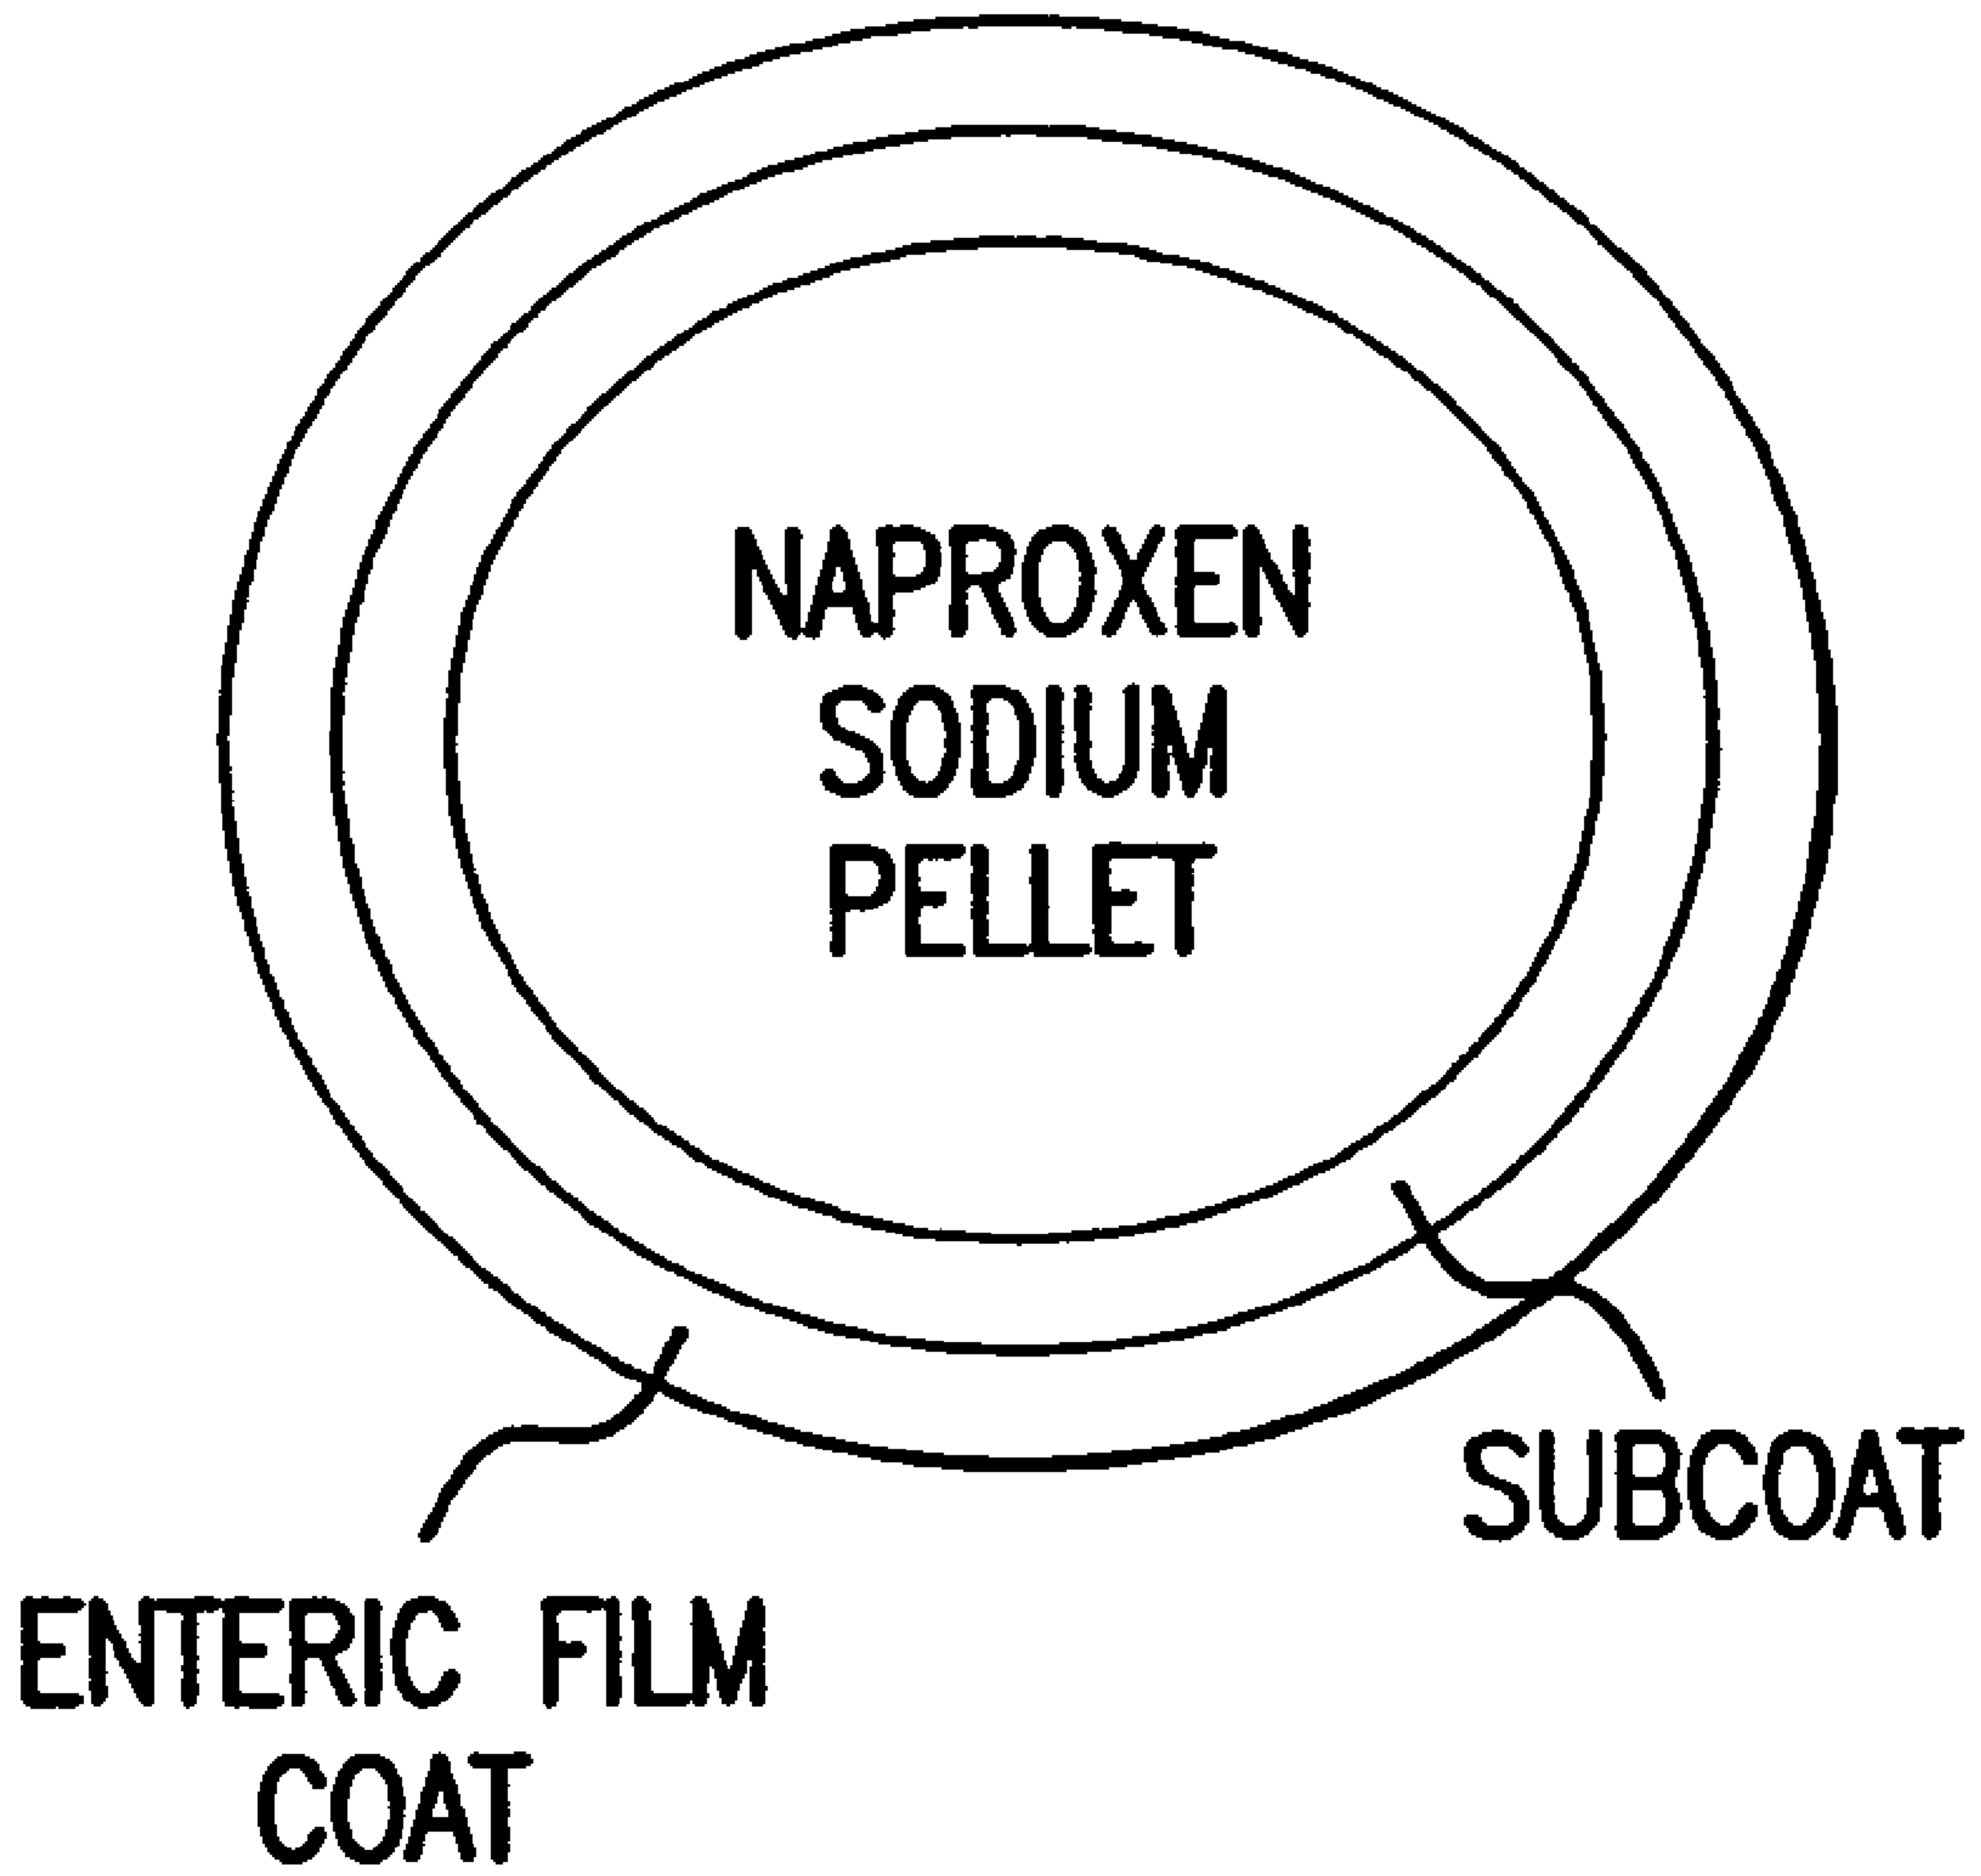 NAPROXEN
SODIUM
PELLET
SUBCOAT
ENTERIC FILM
COAT